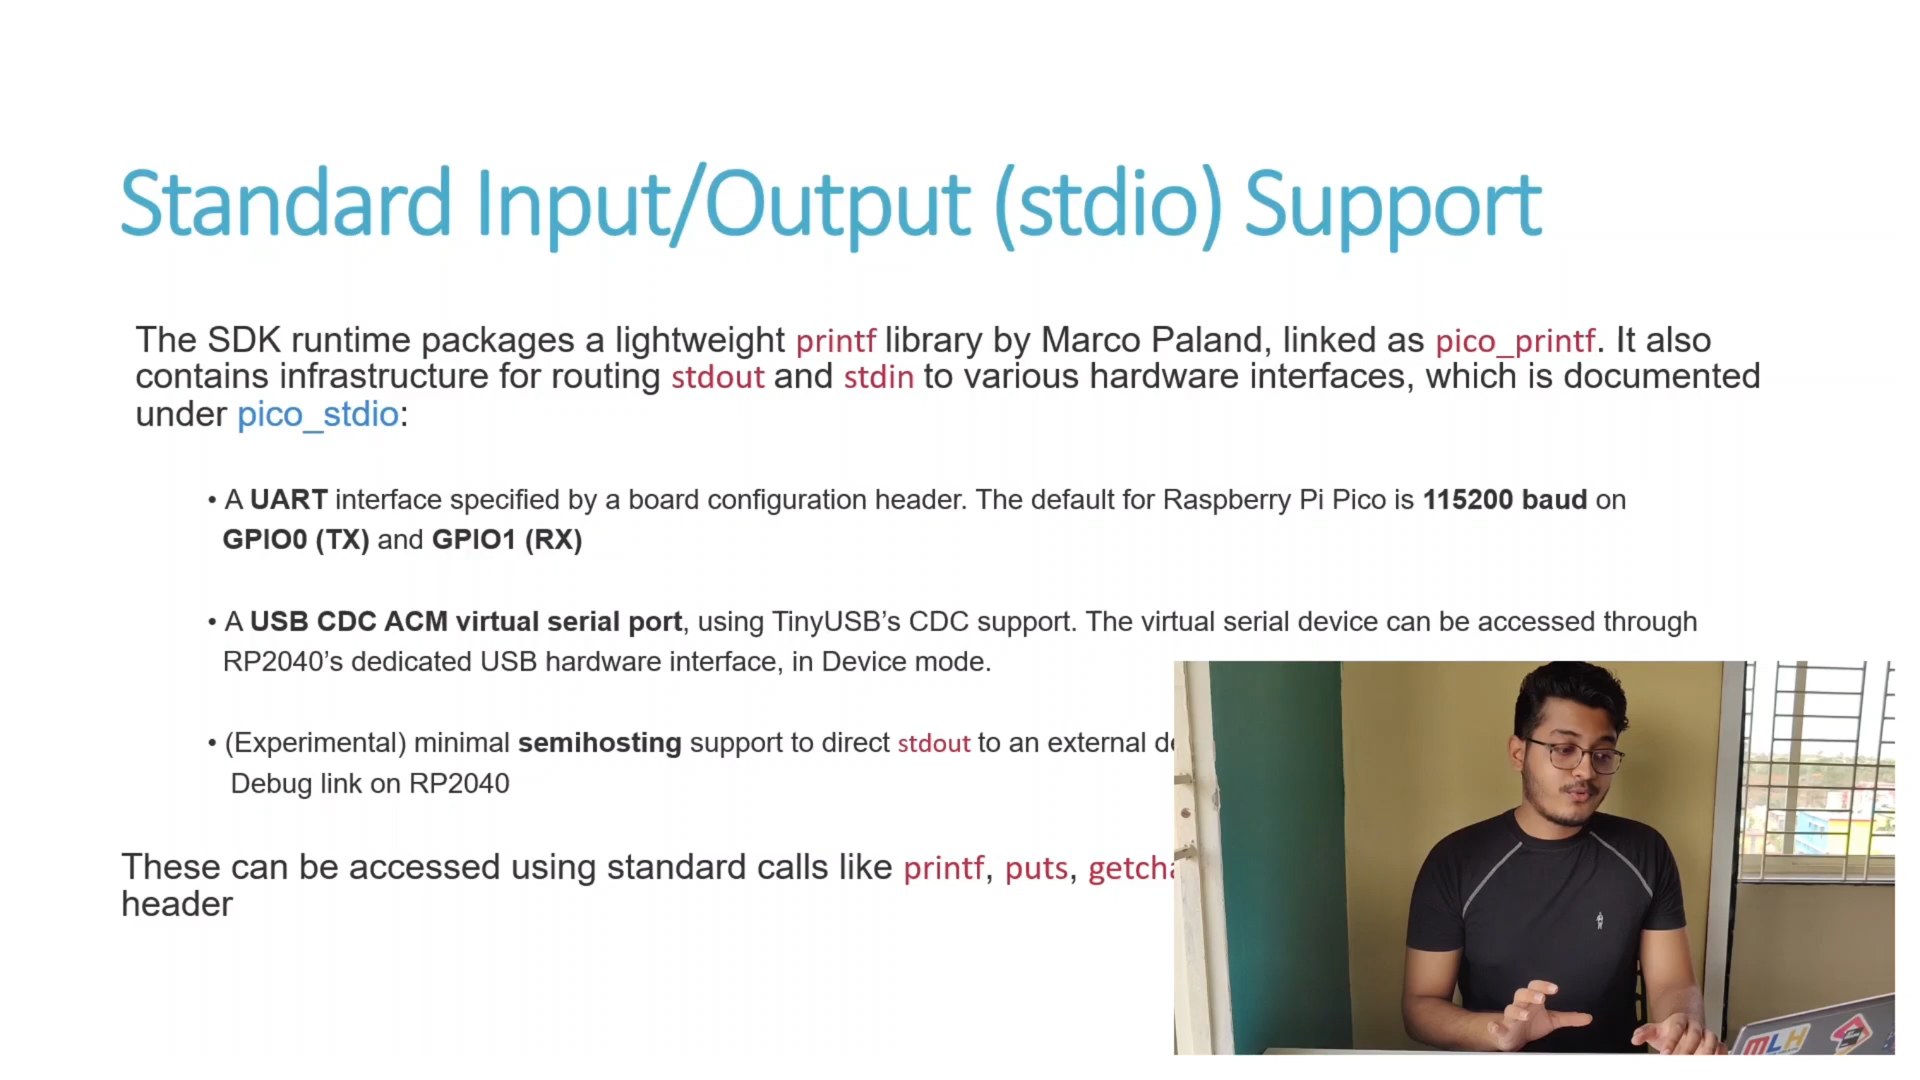 Standard Input/Output (stdio) Support
The SDK runtime packages a lightweight printf library by Marco Paland, linked as pico_printf. It also
contains infrastructure for routing stdout and stdin to various hardware interfaces, which is documented
under pico_stdio:
• A UART interface specified by a board configuration header. The default for Raspberry Pi Pico is 115200 baud on
GPIO0 (TX) and GPIO1 (RX)
• A USB CDC ACM virtual serial port, using TinyUSB’s CDC support. The virtual serial device can be accessed through
RP2040’s dedicated USB hardware interface, in Device mode.
• (Experimental) minimal semihosting support to direct stdout to an external
Debug link on RP2040
These can be accessed using standard calls like printf, puts,
header
MLH